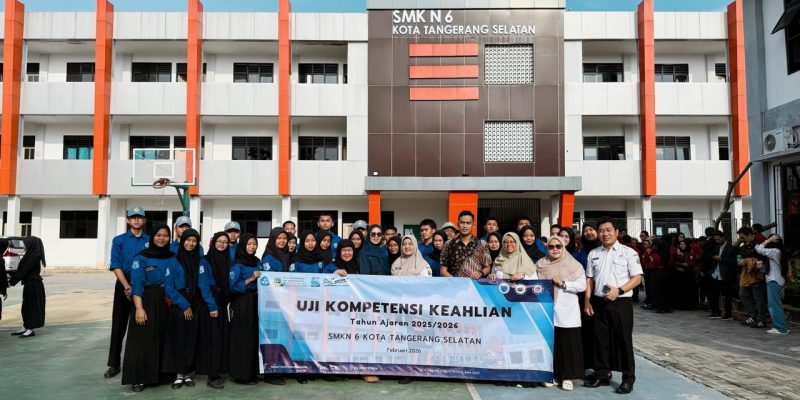 SMK N 6
KOTA TANGERANG SELATAN
UJI KOMPETENSI KEAHLIAN
Tahun Ajaran 2025/2026
SMKN 6 KOTA TANGERANG SELATAN
Februari 2026